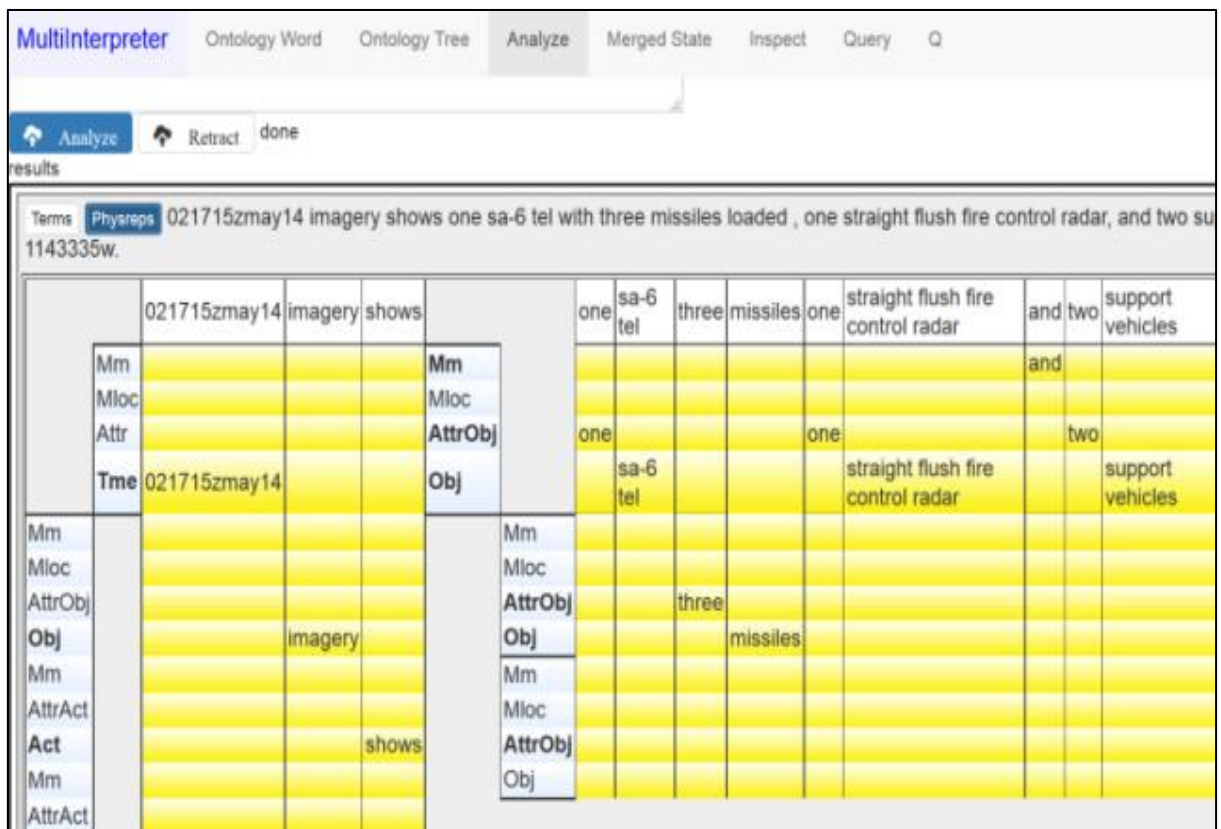 MultiInterpreter Ontology Word Ontology Tree Analyze Merged State Inspect Query Q
Analyze Retract done
results
Terms Physreps 021715zmay14 imagery shows one sa-6 tel with three missiles loaded , one straight flush fire control radar, and two su
1143335w.
021715zmay14 imagery shows one sa-6 tel three missiles one straight flush fire control radar and two support vehicles
Mm Mm and
Mloc Mloc
Attr AttrObj one one two
Tme 021715zmay14 Obj sa-6 tel straight flush fire control radar support vehicles
Mm Mm
Mloc Mloc
AttrObj AttrObj three
Obj imagery Obj missiles
Mm Mm
AttrAct Mloc
Act shows AttrObj
Mm Obj
AttrAct